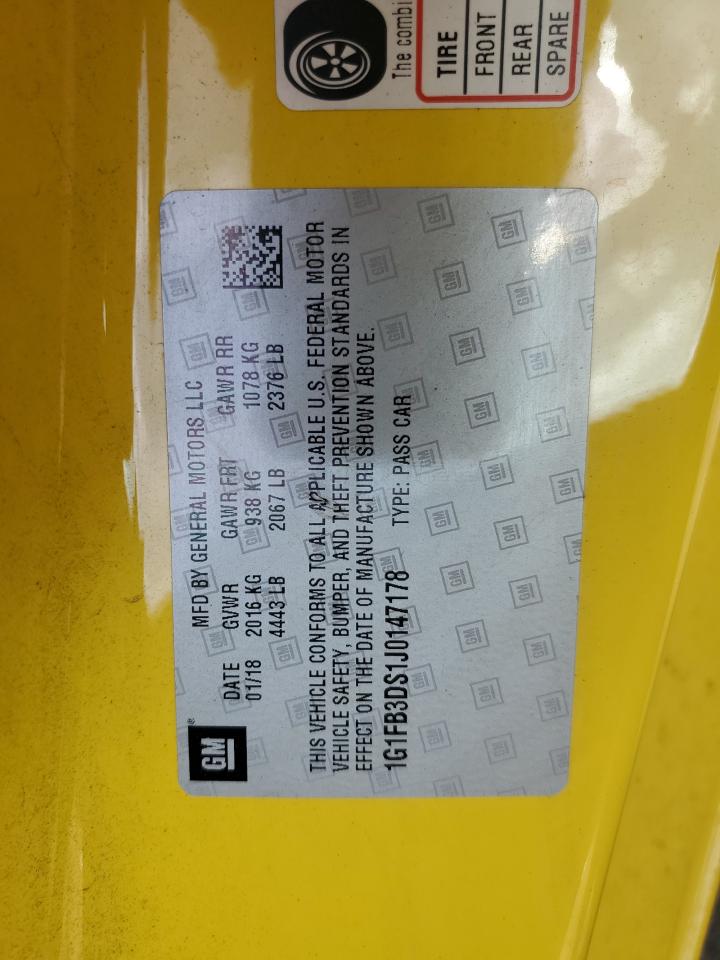 GM
MFD BY GENERAL MOTORS LLC
DATE GVWR GAWR FRT GAWR RR
01/18 2016 KG 938 KG 1078 KG
4443 LB 2067 LB 2376 LB
THIS VEHICLE CONFORMS TO ALL APPLICABLE U.S. FEDERAL MOTOR
VEHICLE SAFETY, BUMPER, AND THEFT PREVENTION STANDARDS IN
EFFECT ON THE DATE OF MANUFACTURE SHOWN ABOVE.
1G1FB3DS1J0147178 TYPE: PASS CAR
The combi
TIRE
FRONT
REAR
SPARE